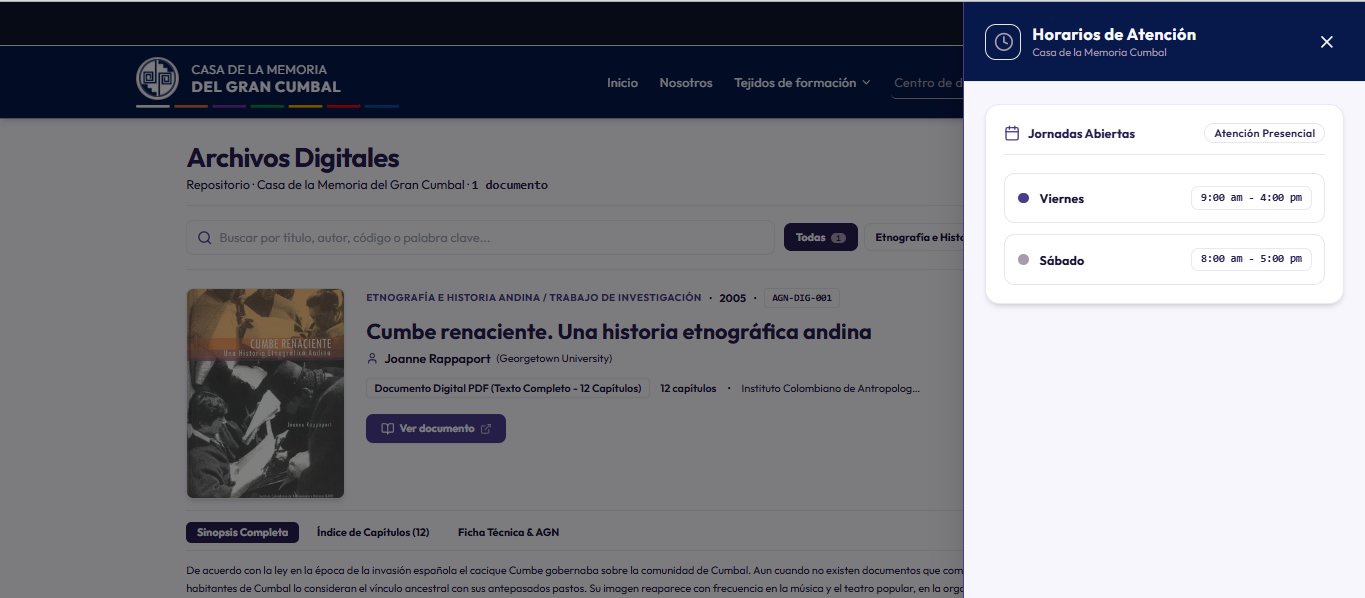 CASA DE LA MEMORIA
DEL GRAN CUMBAL
Inicio
Nosotros
Tejidos de formación
Centro de d
Archivos Digitales
Repositorio · Casa de la Memoria del Gran Cumbal · 1 documento
Buscar por título, autor, código o palabra clave...
Todas 1
Etnografía e Histo
CUMBE RENACIENTE
Una Historia Etnográfica Andina
Joanne Rappaport
ETNOGRAFÍA E HISTORIA ANDINA / TRABAJO DE INVESTIGACIÓN · 2005 · AGN-DIG-001
Cumbe renaciente. Una historia etnográfica andina
Joanne Rappaport (Georgetown University)
Documento Digital PDF (Texto Completo - 12 Capítulos) 12 capítulos · Instituto Colombiano de Antropolog...
Ver documento
Sinopsis Completa
Índice de Capítulos (12)
Ficha Técnica & AGN
De acuerdo con la ley en la época de la invasión española el cacique Cumbe gobernaba sobre la comunidad de Cumbal. Aun cuando no existen documentos que com
habitantes de Cumbal lo consideran el vínculo ancestral con sus antepasados pastos. Su imagen reaparece con frecuencia en la música y el teatro popular, en la orga
Horarios de Atención
Casa de la Memoria Cumbal
Jornadas Abiertas
Atención Presencial
Viernes
9:00 am - 4:00 pm
Sábado
8:00 am - 5:00 pm